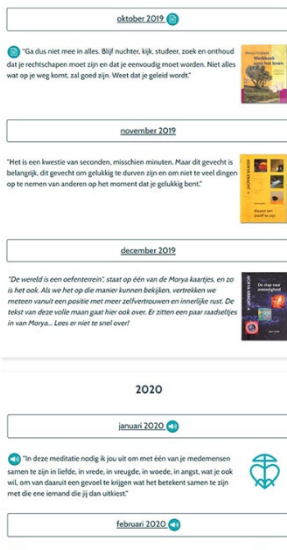 oktober 2019
"Ga dus niet mee in alles. Blijf nuchter, kijk, studeer, zoek en onthoud
dat je rechtschapen moet zijn en dat je eenvoudig moet worden. Niet alles
wat op je weg komt, zal goed zijn. Weet dat je geleid wordt."
Werkboek
voor het leven
november 2019
"Het is een kwestie van seconden, misschien minuten. Maar dit gevecht is
belangrijk, dit gevecht om gelukkig te durven zijn en om niet te veel dingen
op te nemen van anderen op het moment dat je gelukkig bent."
december 2019
"De wereld is een oefenterrein", staat op één van de Morya kaartjes, en zo
is het ook. Als we het op die manier kunnen bekijken, vertrekken we
meteen vanuit een positie met meer zelfvertrouwen en innerlijke rust. De
tekst van deze volle maan gaat hier ook over. Er zitten een paar raadseltjes
in van Morya... Lees er niet te snel over!
2020
januari 2020
"In deze meditatie nodig ik jou uit om met één van je medemensen
samen te zijn in liefde, in vrede, in vreugde, in woede, in angst, wat je ook
wil, om van daaruit een gevoel te krijgen wat het betekent samen te zijn
met die ene iemand die jij dan uitkiest."
februari 2020